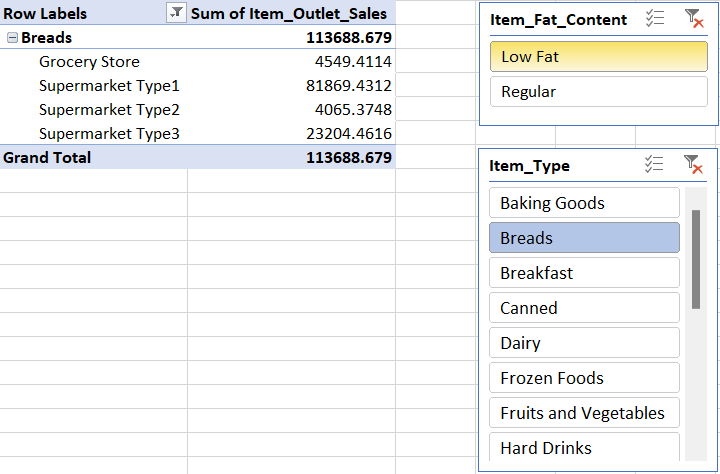 Row Labels Sum of Item_Outlet_Sales
Breads 113688.679
Grocery Store 4549.4114
Supermarket Type1 81869.4312
Supermarket Type2 4065.3748
Supermarket Type3 23204.4616
Grand Total 113688.679
Item_Fat_Content
Low Fat
Regular
Item_Type
Baking Goods
Breads
Breakfast
Canned
Dairy
Frozen Foods
Fruits and Vegetables
Hard Drinks